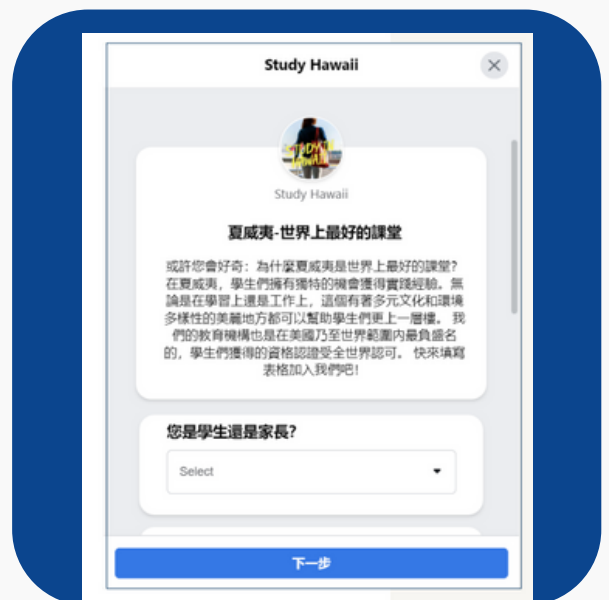 Study Hawaii
STUDY IN
HAWAII
Study Hawaii
夏威夷-世界上最好的課堂
或許您會好奇：為什麼夏威夷是世界上最好的課堂？
在夏威夷，學生們擁有獨特的機會獲得實踐經驗。無
論是在學習上還是工作上，這個有著多元文化和環境
多樣性的美麗地方都可以幫助學生們更上一層樓。 我
們的教育機構也是在美國乃至世界範圍内最負盛名
的，學生們獲得的資格認證受全世界認可。 快來填寫
表格加入我們吧！
您是學生還是家長？
Select
下一步